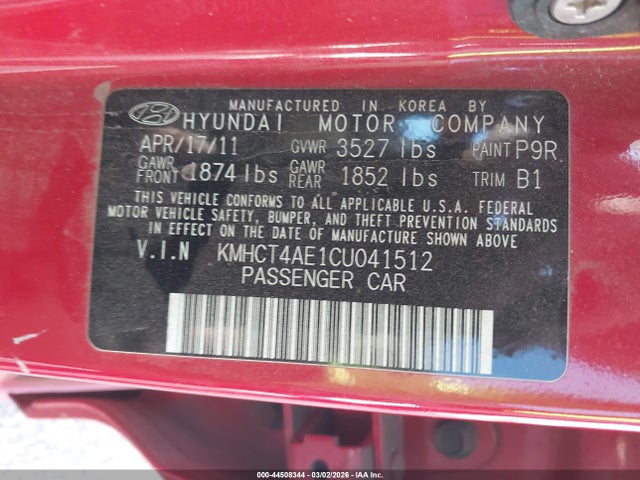 MANUFACTURED IN KOREA BY
HYUNDAI MOTOR COMPANY
APR/17/11 GVWR 3527 lbs PAINT P9R
GAWR FRONT 1874 lbs GAWR REAR 1852 lbs TRIM B1
THIS VEHICLE CONFORMS TO ALL APPLICABLE U.S.A. FEDERAL
MOTOR VEHICLE SAFETY, BUMPER, AND THEFT PREVENTION STANDARDS
IN EFFECT ON THE DATE OF MANUFACTURE SHOWN ABOVE
V.I.N KMHCT4AE1CU041512
PASSENGER CAR
000-44508344 | 03/02/2026 | IAA, Inc.